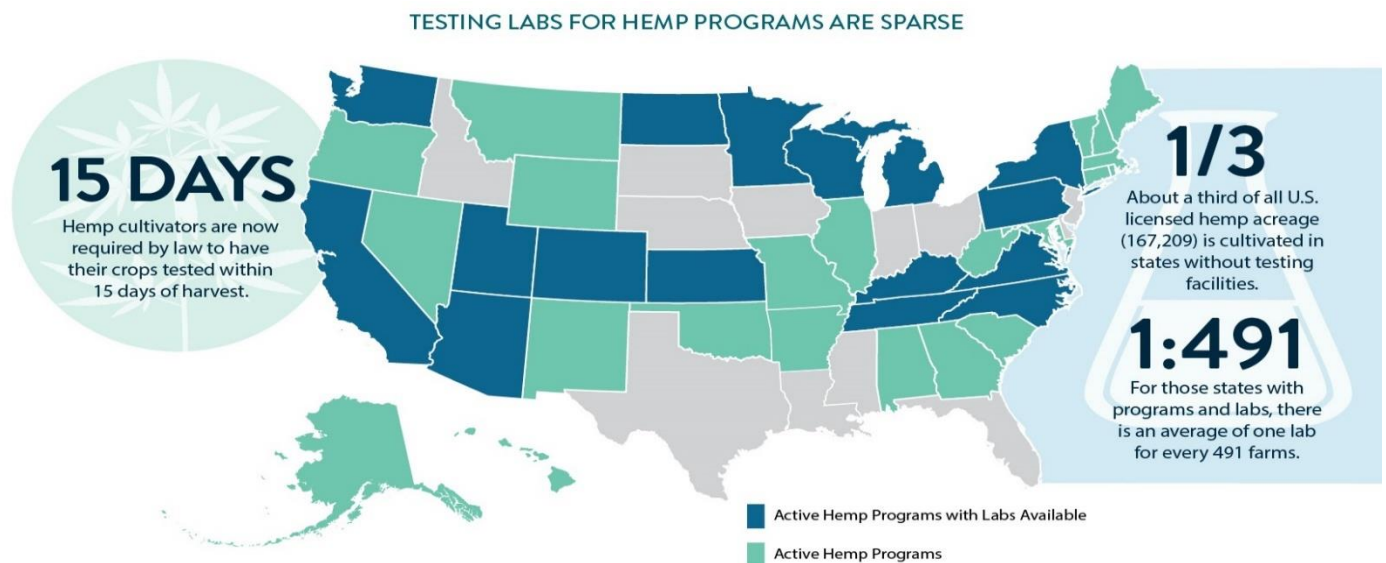 TESTING LABS FOR HEMP PROGRAMS ARE SPARSE
15 DAYS
Hemp cultivators are now
required by law to have
their crops tested within
15 days of harvest.
1/3
About a third of all U.S.
licensed hemp acreage
(167,209) is cultivated in
states without testing
facilities.
1:491
For those states with
programs and labs, there
is an average of one lab
for every 491 farms.
Active Hemp Programs with Labs Available
Active Hemp Programs